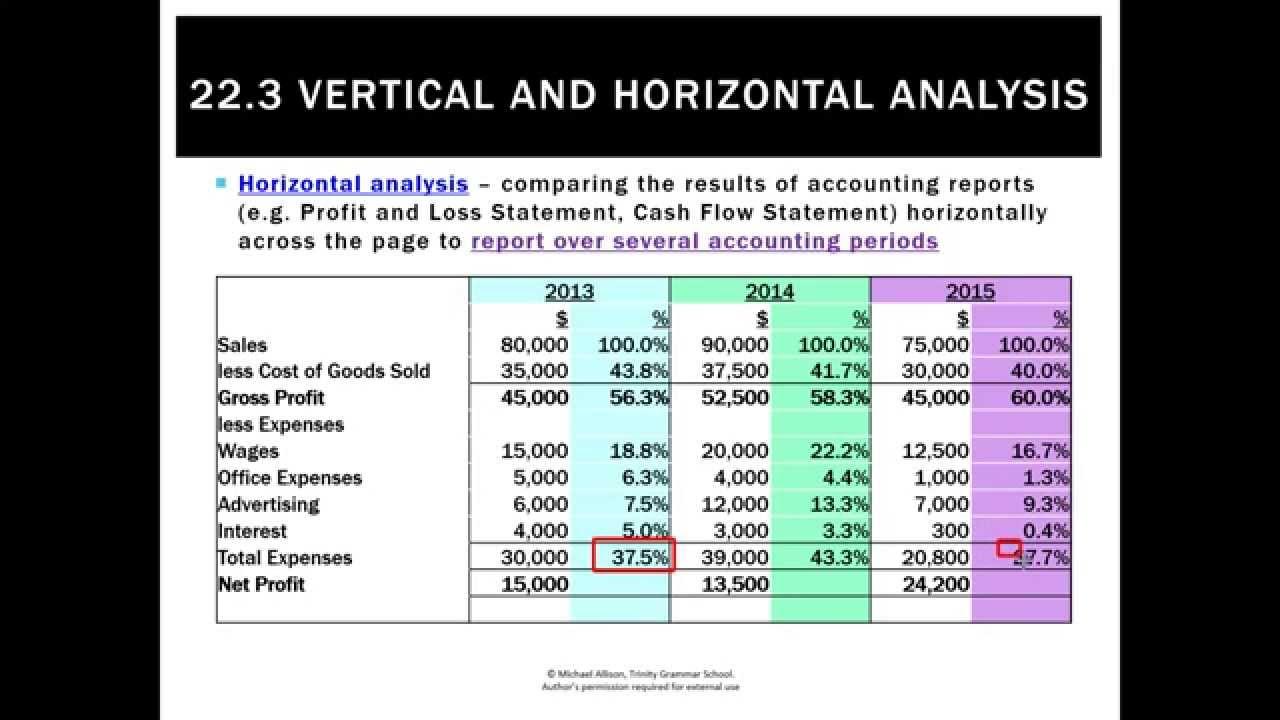 22.3 VERTICAL AND HORIZONTAL ANALYSIS
Horizontal analysis – comparing the results of accounting reports
(e.g. Profit and Loss Statement, Cash Flow Statement) horizontally
across the page to report over several accounting periods
2013 2014 2015
$ % $ % $ %
Sales 80,000 100.0% 90,000 100.0% 75,000 100.0%
less Cost of Goods Sold 35,000 43.8% 37,500 41.7% 30,000 40.0%
Gross Profit 45,000 56.3% 52,500 58.3% 45,000 60.0%
less Expenses
Wages 15,000 18.8% 20,000 22.2% 12,500 16.7%
Office Expenses 5,000 6.3% 4,000 4.4% 1,000 1.3%
Advertising 6,000 7.5% 12,000 13.3% 7,000 9.3%
Interest 4,000 5.0% 3,000 3.3% 300 0.4%
Total Expenses 30,000 37.5% 39,000 43.3% 20,800 27.7%
Net Profit 15,000 13,500 24,200
© Michael Allison, Trinity Grammar School.
Author's permission required for external use